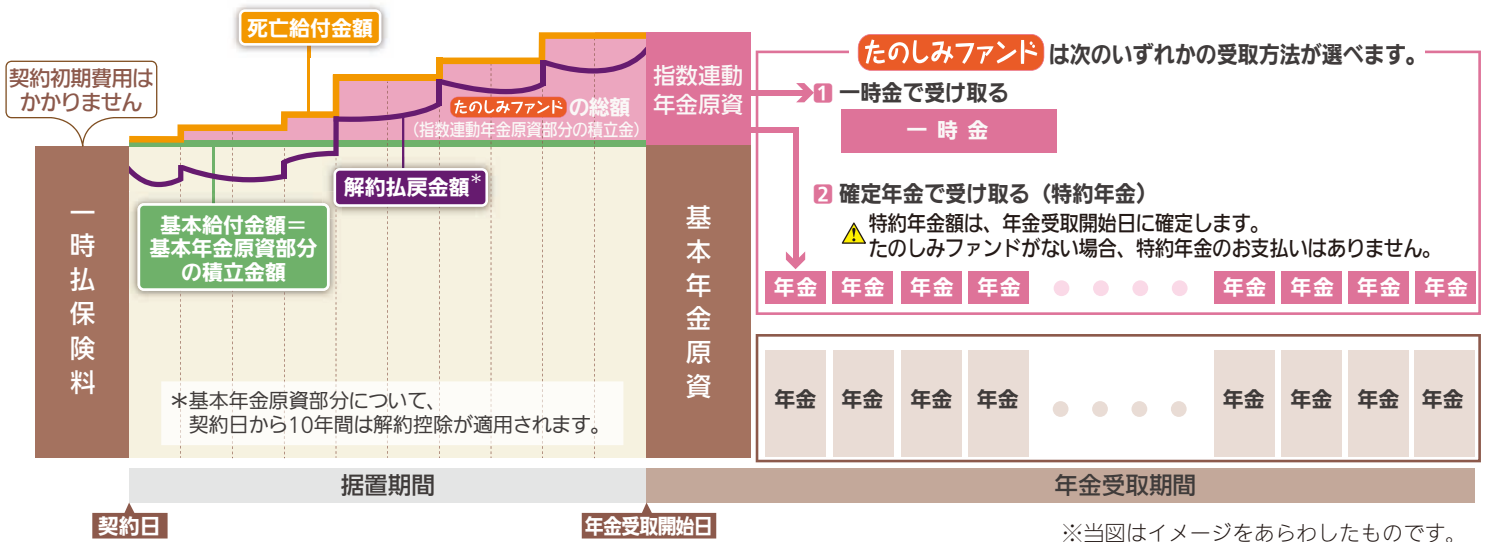 死亡給付金額
契約初期費用は
かかりません
たのしみファンド の総額
（指数連動年金原資部分の積立金）
解約払戻金額*
基本給付金額＝
基本年金原資部分
の積立金額
一時払保険料
＊基本年金原資部分について、
契約日から10年間は解約控除が適用されます。
指数連動
年金原資
基本年金原資
たのしみファンド は次のいずれかの受取方法が選べます。
1 一時金で受け取る
一 時 金
2 確定年金で受け取る（特約年金）
特約年金額は、年金受取開始日に確定します。
たのしみファンドがない場合、特約年金のお支払いはありません。
年金 年金 年金 年金 ● ● ● ● 年金 年金 年金 年金
年金 年金 年金 年金 ● ● ● ● 年金 年金 年金 年金
据置期間 年金受取期間
契約日 年金受取開始日
※当図はイメージをあらわしたものです。